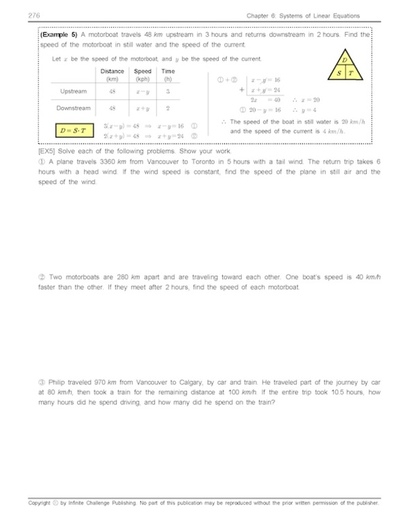 276
Chapter 6: Systems of Linear Equations
(Example 5) A motorboat travels 48 km upstream in 3 hours and returns downstream in 2 hours. Find the
speed of the motorboat in still water and the speed of the current.
Let x be the speed of the motorboat, and y be the speed of the current.
D
S T
Distance Speed Time
(km) (kph) (h)
Upstream 48 x-y 3
Downstream 48 x+y 2
D = S·T
3(x-y) = 48 ⇒ x-y = 16 ①
2(x+y) = 48 ⇒ x+y = 24 ②
①+②
x-y = 16
+ x+y = 24
2x = 40 ∴ x = 20
① 20-y = 16 ∴ y = 4
∴ The speed of the boat in still water is 20 km/h
and the speed of the current is 4 km/h.
[EX5] Solve each of the following problems. Show your work.
① A plane travels 3360 km from Vancouver to Toronto in 5 hours with a tail wind. The return trip takes 6
hours with a head wind. If the wind speed is constant, find the speed of the plane in still air and the
speed of the wind.
② Two motorboats are 280 km apart and are traveling toward each other. One boat's speed is 40 km/h
faster than the other. If they meet after 2 hours, find the speed of each motorboat.
③ Philip traveled 970 km from Vancouver to Calgary, by car and train. He traveled part of the journey by car
at 80 km/h, then took a train for the remaining distance at 100 km/h. If the entire trip took 10.5 hours, how
many hours did he spend driving, and how many did he spend on the train?
Copyright ⓒ by Infinite Challenge Publishing. No part of this publication may be reproduced without the prior written permission of the publisher.